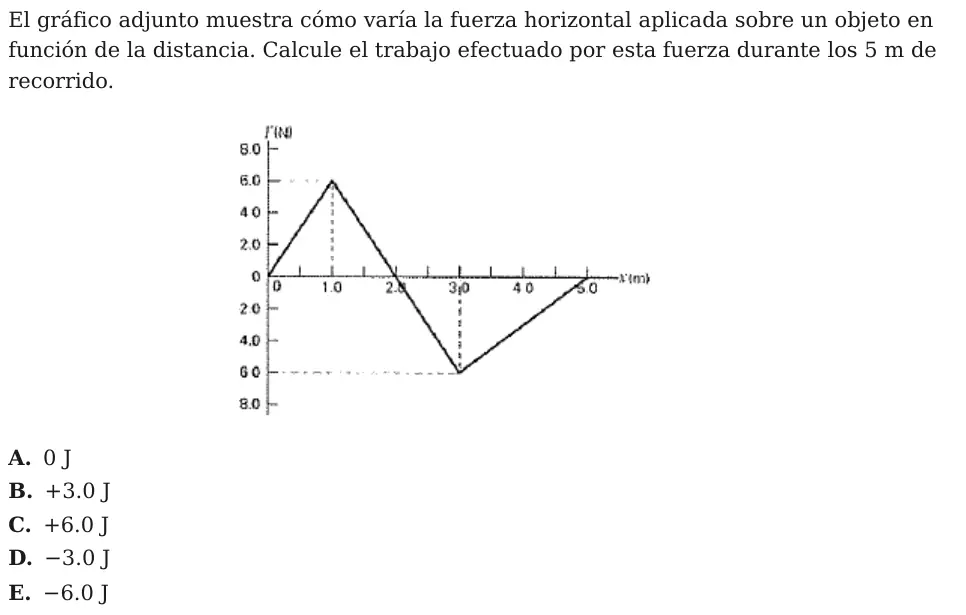 El gráfico adjunto muestra cómo varía la fuerza horizontal aplicada sobre un objeto en
función de la distancia. Calcule el trabajo efectuado por esta fuerza durante los 5 m de
recorrido.
F(N)
8.0
6.0
4.0
2.0
0
0 1.0 2.0 3.0 4.0 5.0 x(m)
2.0
4.0
6.0
8.0
A. 0 J
B. +3.0 J
C. +6.0 J
D. −3.0 J
E. −6.0 J